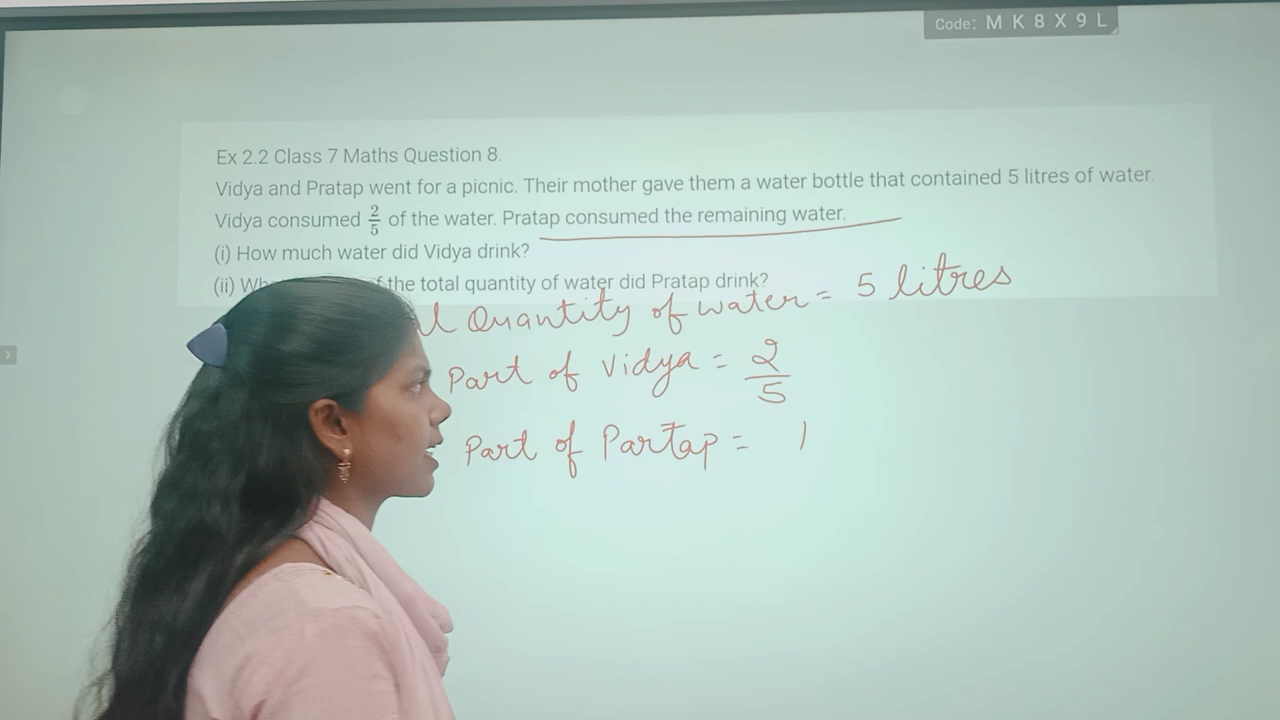 Code: M K 8 X 9 L
Ex 2.2 Class 7 Maths Question 8.
Vidya and Pratap went for a picnic. Their mother gave them a water bottle that contained 5 litres of water.
Vidya consumed 2/5 of the water. Pratap consumed the remaining water.
(i) How much water did Vidya drink?
(ii) the total quantity of water did Pratap drink?
Quantity of water = 5 litres
Part of Vidya = 2/5
Part of Partap = 1